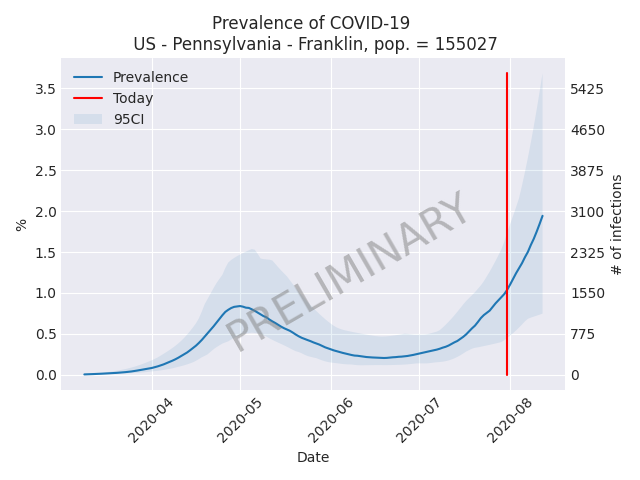 Prevalence of COVID-19
US - Pennsylvania - Franklin, pop. = 155027
Prevalence
Today
95CI
3.5
3.0
2.5
2.0
1.5
1.0
0.5
0.0
%
5425
4650
3875
3100
2325
1550
775
0
# of infections
PRELIMINARY
2020-04
2020-05
2020-06
2020-07
2020-08
Date